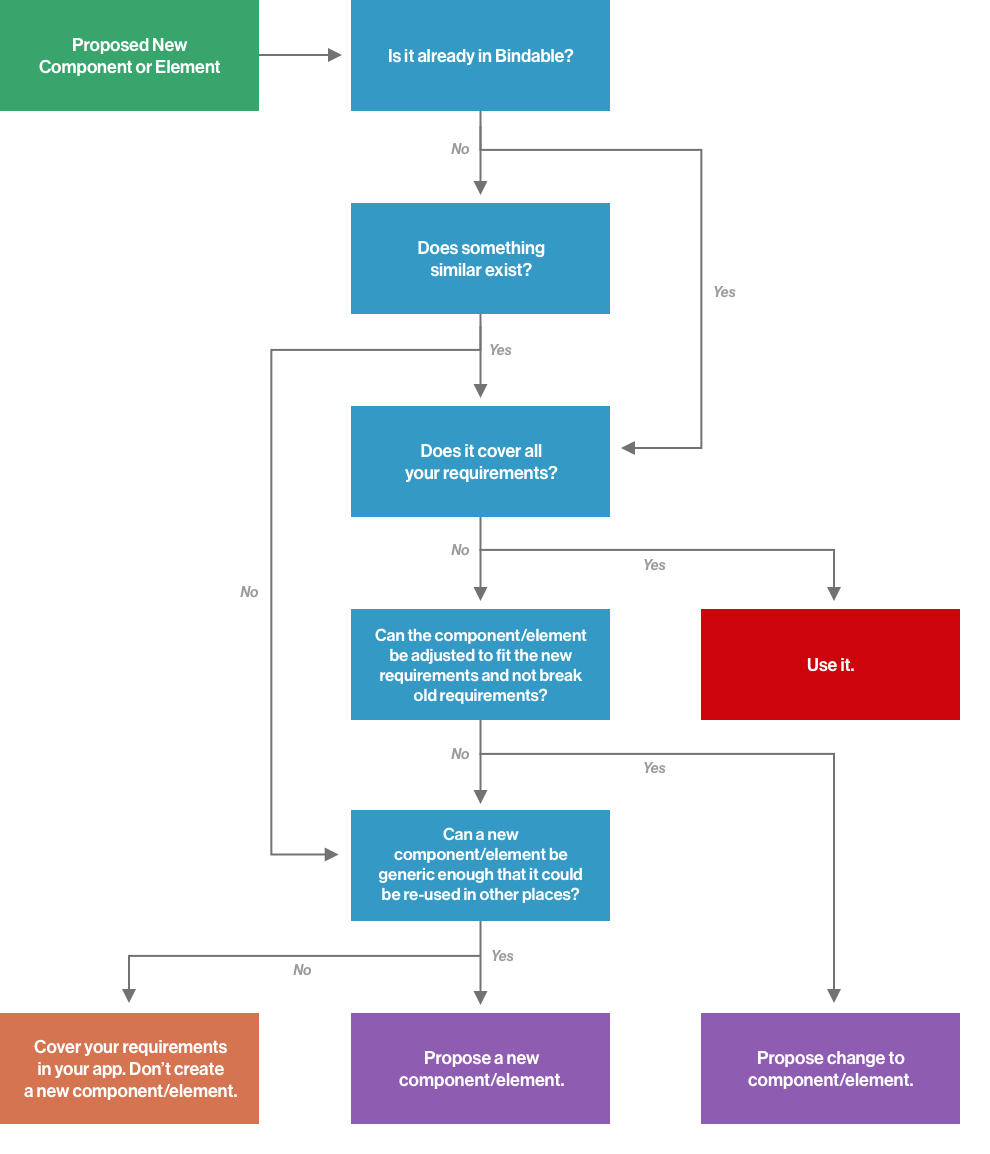 Proposed New
Component or Element
Is it already in Bindable?
No
Does something
similar exist?
Yes
Yes
Does it cover all
your requirements?
No
Yes
No
Can the component/element
be adjusted to fit the new
requirements and not break
old requirements?
Use it.
No
Yes
Can a new
component/element be
generic enough that it could
be re-used in other places?
Yes
No
Cover your requirements
in your app. Don’t create
a new component/element.
Propose a new
component/element.
Propose change to
component/element.